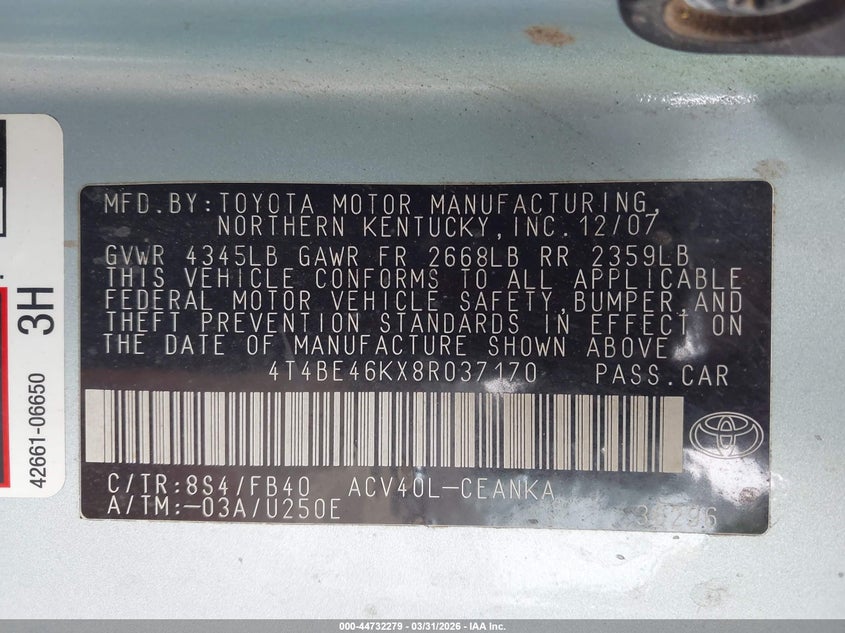 MFD.BY:TOYOTA MOTOR MANUFACTURING,
NORTHERN KENTUCKY,INC.12/07
GVWR 4345LB GAWR FR 2668LB RR 2359LB
THIS VEHICLE CONFORMS TO ALL APPLICABLE
FEDERAL MOTOR VEHICLE SAFETY,BUMPER,AND
THEFT PREVENTION STANDARDS IN EFFECT ON
THE DATE OF MANUFACTURE SHOWN ABOVE.
4T4BE46KX8R037170 PASS.CAR
C/TR:8S4/FB40 ACV40L-CEANKA
A/TM:-03A/U250E
3H
42661-06650
000-44732279 - 03/31/2026 - IAA Inc.